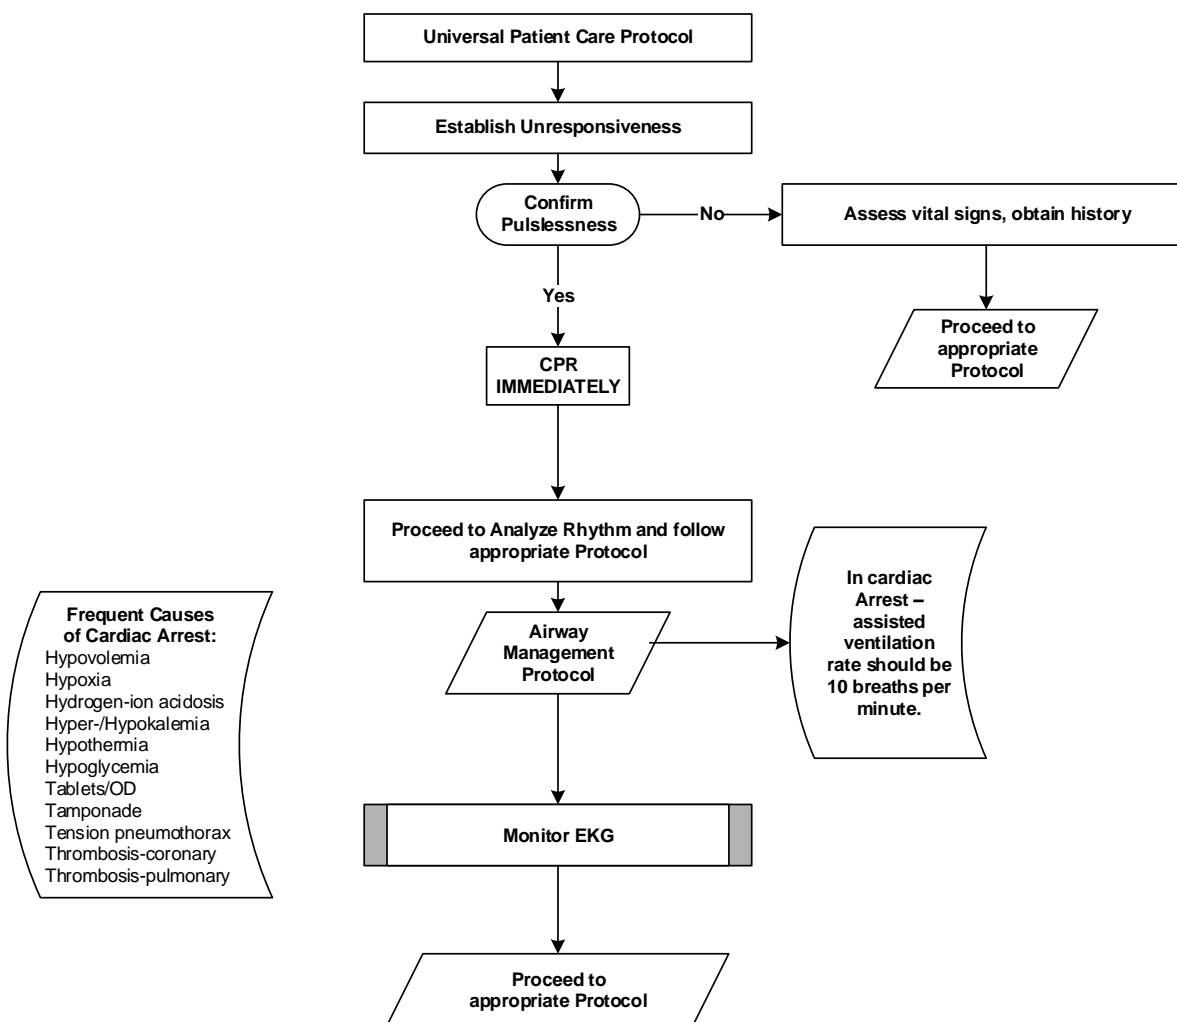 Universal Patient Care Protocol
Establish Unresponsiveness
Confirm
Pulslessness
No
Assess vital signs, obtain history
Proceed to
appropriate
Protocol
Yes
CPR
IMMEDIATELY
Proceed to Analyze Rhythm and follow
appropriate Protocol
Airway
Management
Protocol
In cardiac
Arrest –
assisted
ventilation
rate should be
10 breaths per
minute.
Frequent Causes
of Cardiac Arrest:
Hypovolemia
Hypoxia
Hydrogen-ion acidosis
Hyper-/Hypokalemia
Hypothermia
Hypoglycemia
Tablets/OD
Tamponade
Tension pneumothorax
Thrombosis-coronary
Thrombosis-pulmonary
Monitor EKG
Proceed to
appropriate Protocol